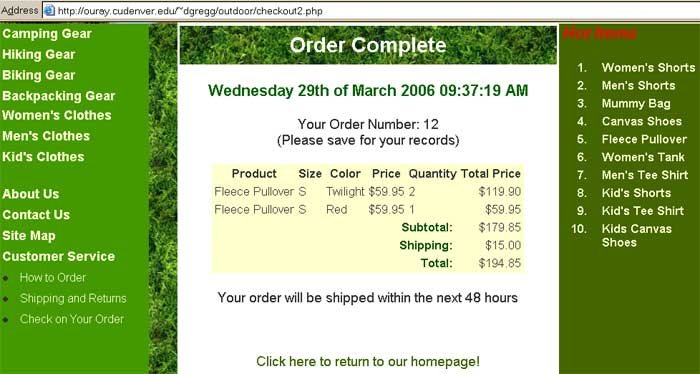 Address http://ouray.cudenver.edu/~dgregg/outdoor/checkout2.php
Camping Gear
Hiking Gear
Biking Gear
Backpacking Gear
Women's Clothes
Men's Clothes
Kid's Clothes
About Us
Contact Us
Site Map
Customer Service
How to Order
Shipping and Returns
Check on Your Order
Order Complete
Wednesday 29th of March 2006 09:37:19 AM
Your Order Number: 12
(Please save for your records)
Product Size Color Price Quantity Total Price
Fleece Pullover S Twilight $59.95 2 $119.90
Fleece Pullover S Red $59.95 1 $59.95
Subtotal: $179.85
Shipping: $15.00
Total: $194.85
Your order will be shipped within the next 48 hours
Click here to return to our homepage!
Hot Items
1. Women's Shorts
2. Men's Shorts
3. Mummy Bag
4. Canvas Shoes
5. Fleece Pullover
6. Women's Tank
7. Men's Tee Shirt
8. Kid's Shorts
9. Kid's Tee Shirt
10. Kids Canvas
Shoes